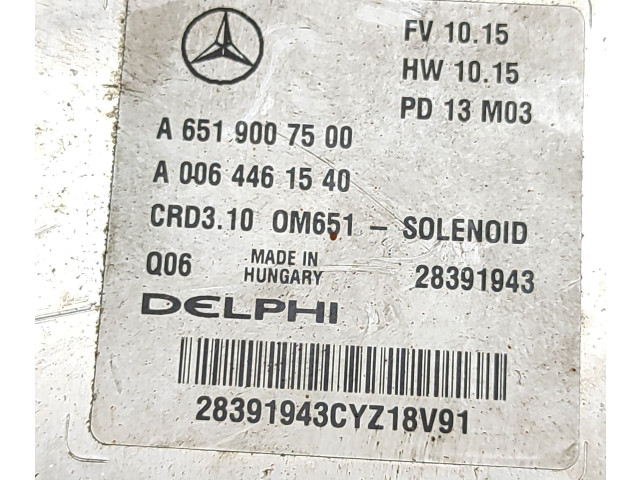 FV 10.15
HW 10.15
PD 13 M03
A 651 900 75 00
A 006 446 15 40
CRD3.10 OM651 - SOLENOID
Q06 MADE IN HUNGARY 28391943
DELPHI
28391943CYZ18V91